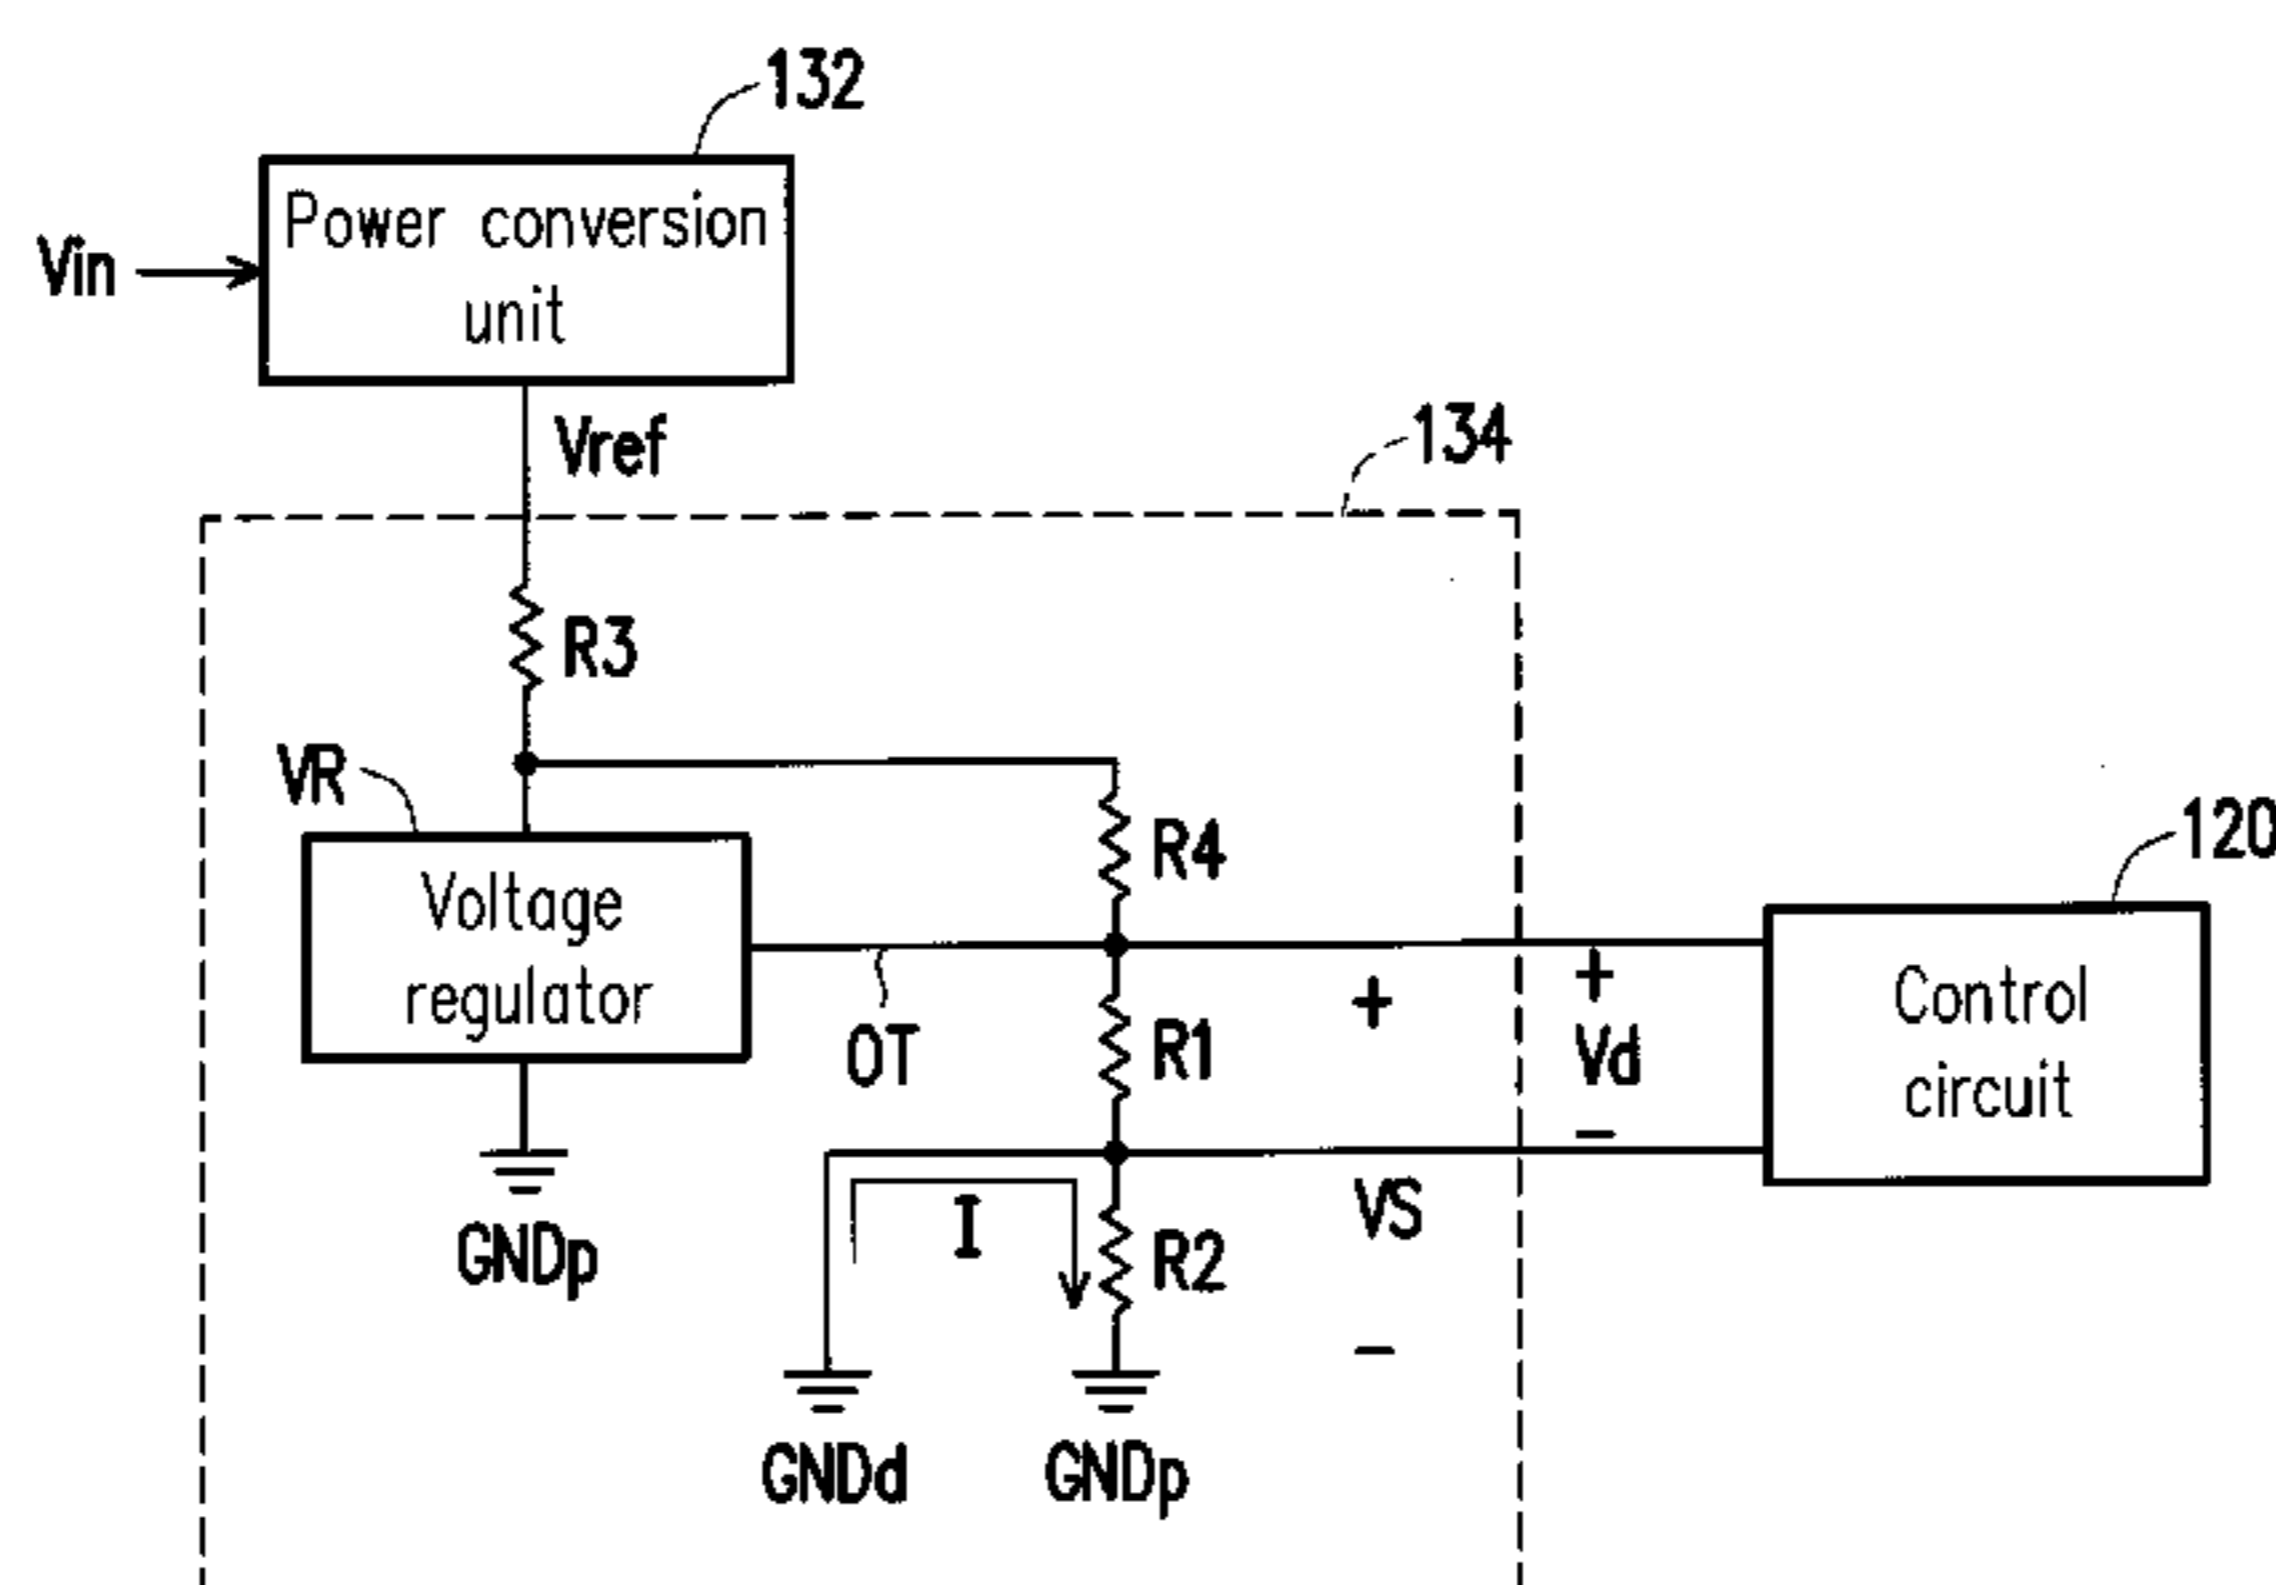 132
Power conversion
unit
Vin
Vref
134
R3
VR
R4
120
Voltage
regulator
OT
R1
+
+
Vd
−
Control
circuit
I
R2
VS
−
GNDp
GNDd
GNDp